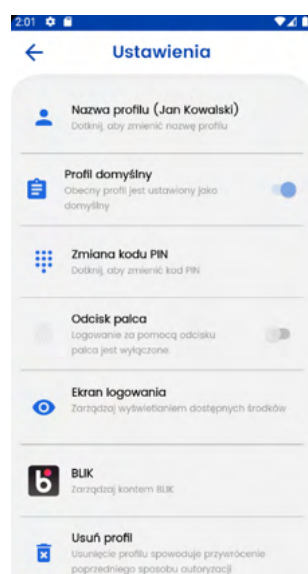 2:01
Ustawienia
Nazwa profilu (Jan Kowalski)
Dotknij, aby zmienić nazwę profilu
Profil domyślny
Obecny profil jest ustawiony jako
domyślny
Zmiana kodu PIN
Dotknij, aby zmienić kod PIN
Odcisk palca
Logowanie za pomocą odcisku
palca jest wyłączone.
Ekran logowania
Zarządzaj wyświetlaniem dostępnych środków
BLIK
Zarządzaj kontem BLIK
Usuń profil
Usunięcie profilu spowoduje przywrócenie
poprzedniego sposobu autoryzacji